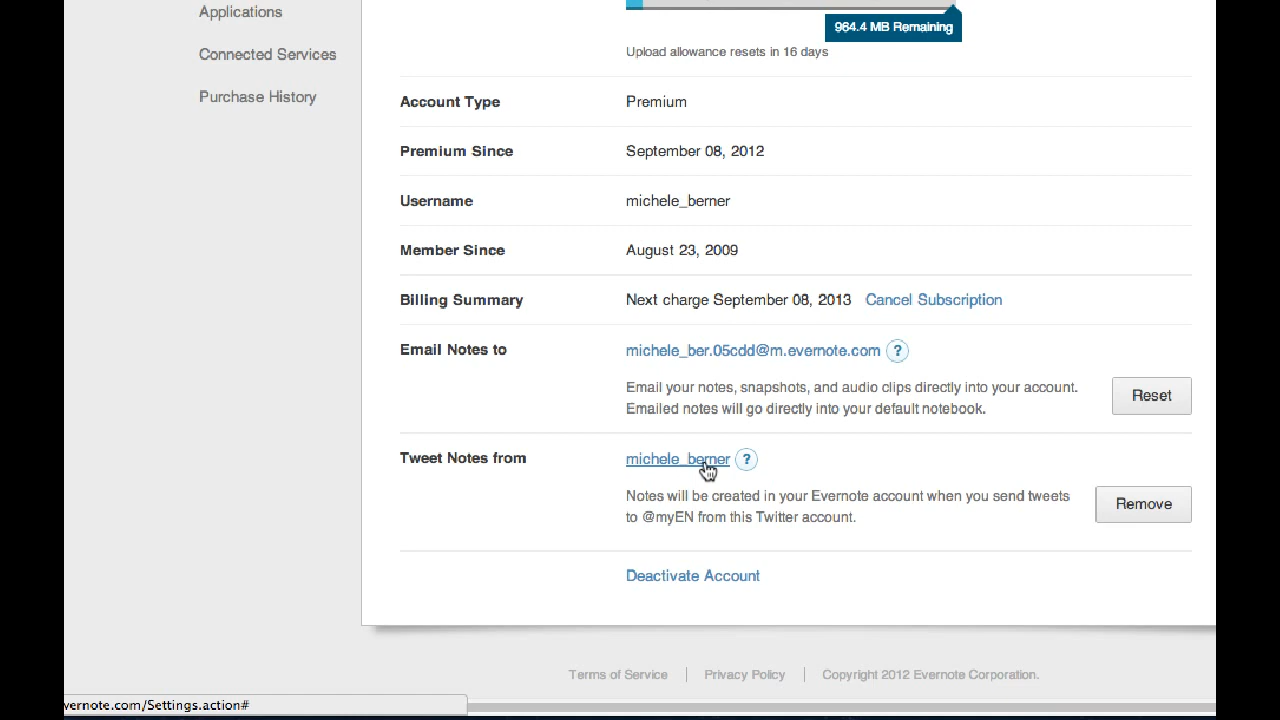 Applications
Connected Services
Purchase History
964.4 MB Remaining
Upload allowance resets in 16 days
Account Type Premium
Premium Since September 08, 2012
Username michele_berner
Member Since August 23, 2009
Billing Summary Next charge September 08, 2013 Cancel Subscription
Email Notes to michele_ber.05cdd@m.evernote.com ?
Email your notes, snapshots, and audio clips directly into your account.
Emailed notes will go directly into your default notebook.
Reset
Tweet Notes from michele_berner ?
Notes will be created in your Evernote account when you send tweets
to @myEN from this Twitter account.
Remove
Deactivate Account
Terms of Service | Privacy Policy | Copyright 2012 Evernote Corporation.
vernote.com/Settings.action#